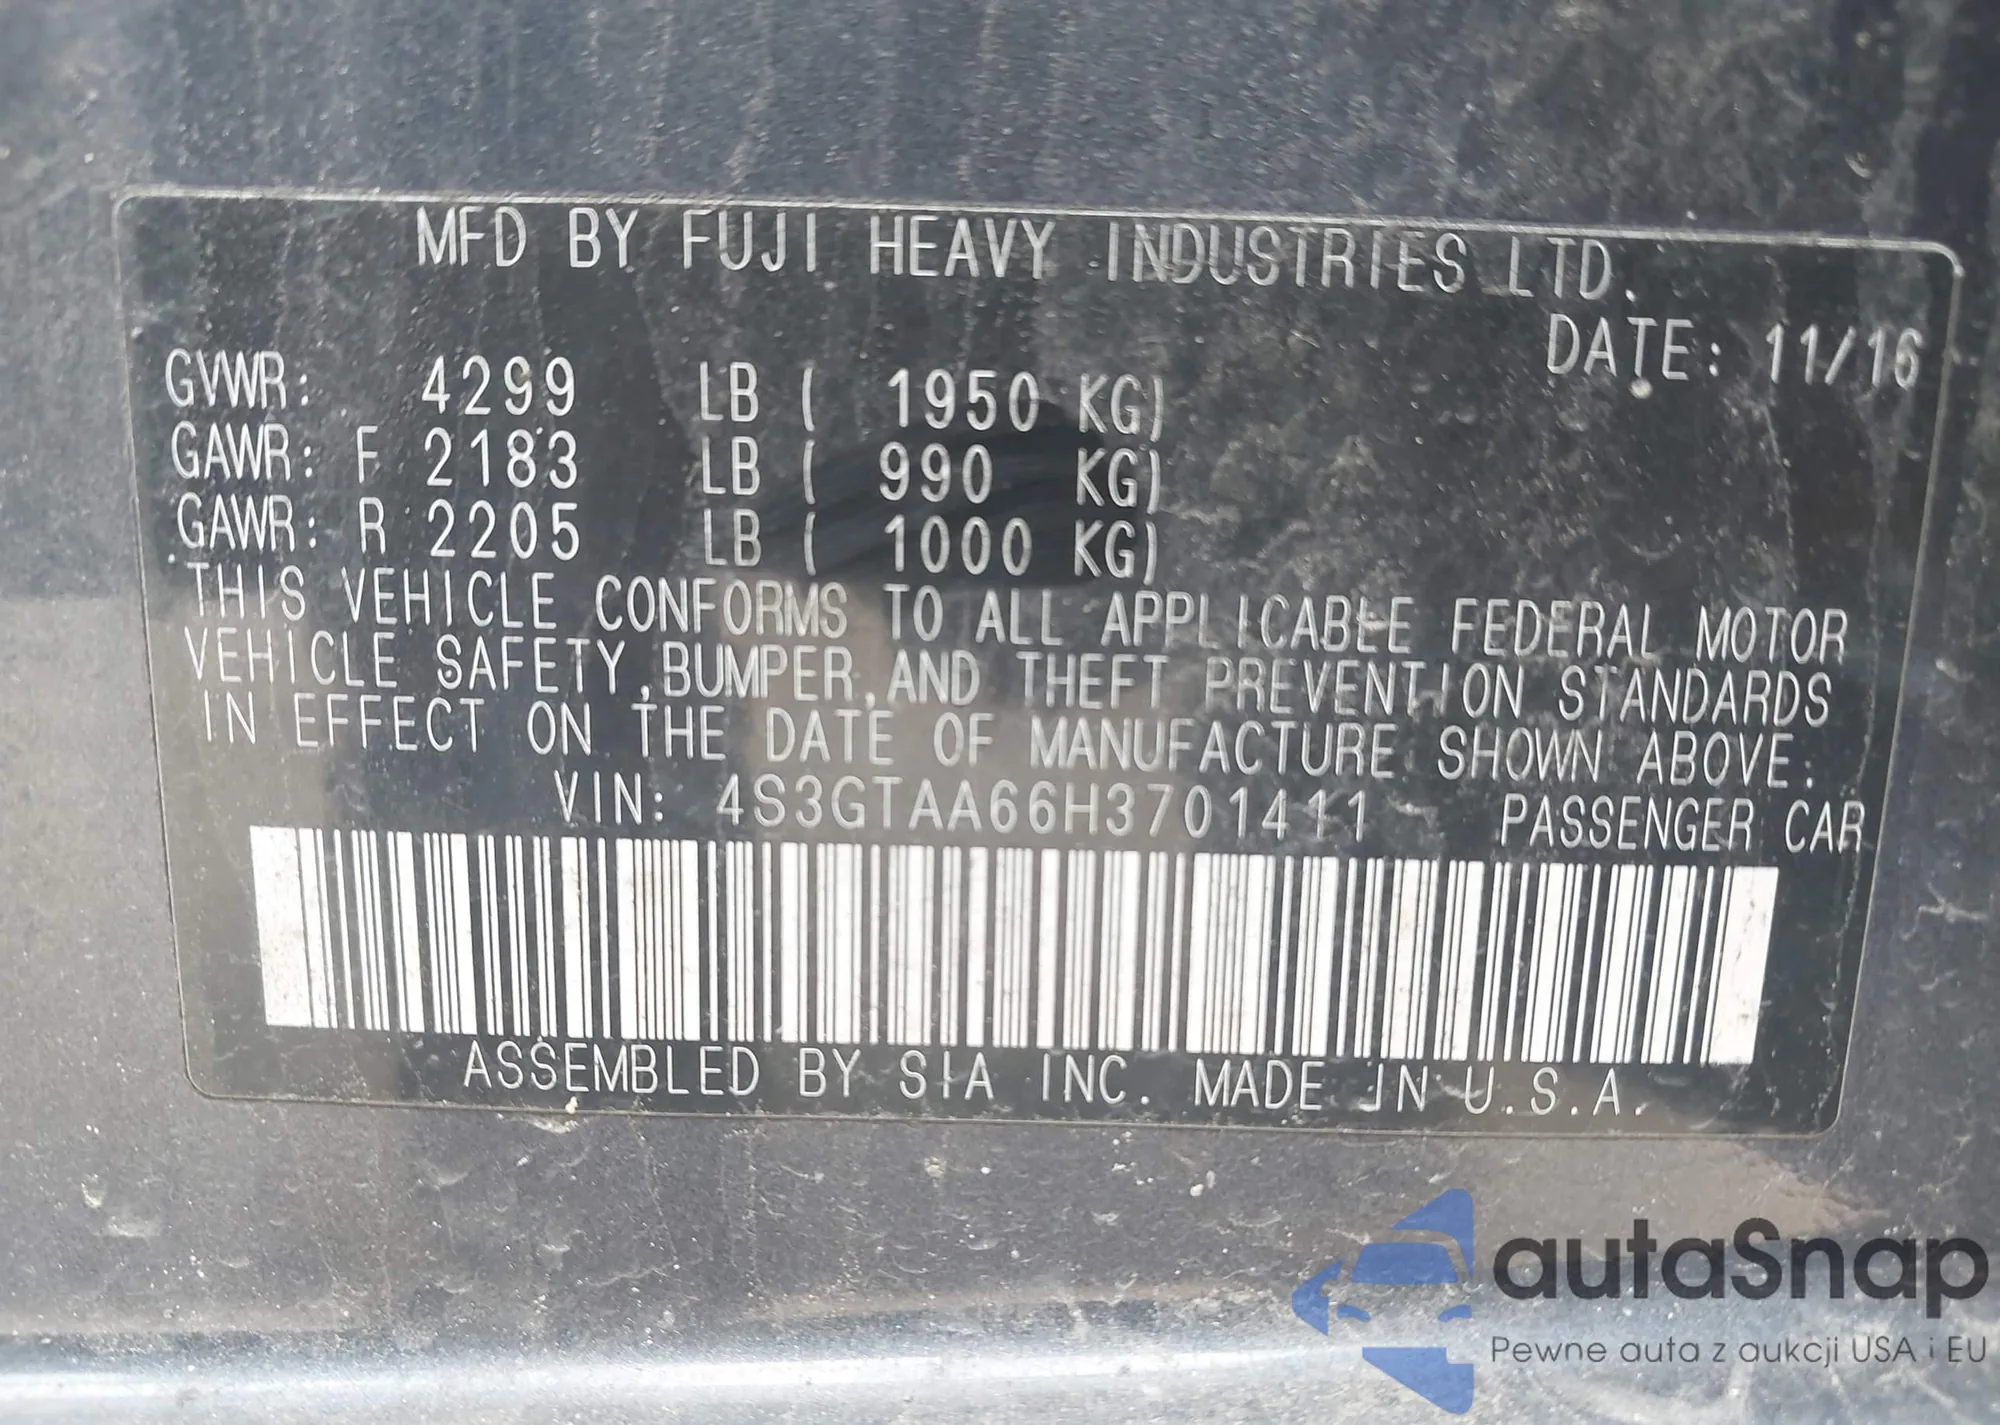 MFD BY FUJI HEAVY INDUSTRIES LTD.
DATE: 11/16
GVWR: 4299 LB ( 1950 KG)
GAWR: F 2183 LB ( 990 KG)
GAWR: R 2205 LB ( 1000 KG)
THIS VEHICLE CONFORMS TO ALL APPLICABLE FEDERAL MOTOR
VEHICLE SAFETY,BUMPER,AND THEFT PREVENTION STANDARDS
IN EFFECT ON THE DATE OF MANUFACTURE SHOWN ABOVE.
VIN: 4S3GTAA66H3701411 PASSENGER CAR
ASSEMBLED BY SIA INC. MADE IN U.S.A.
autaSnap
Pewne auta z aukcji USA i EU